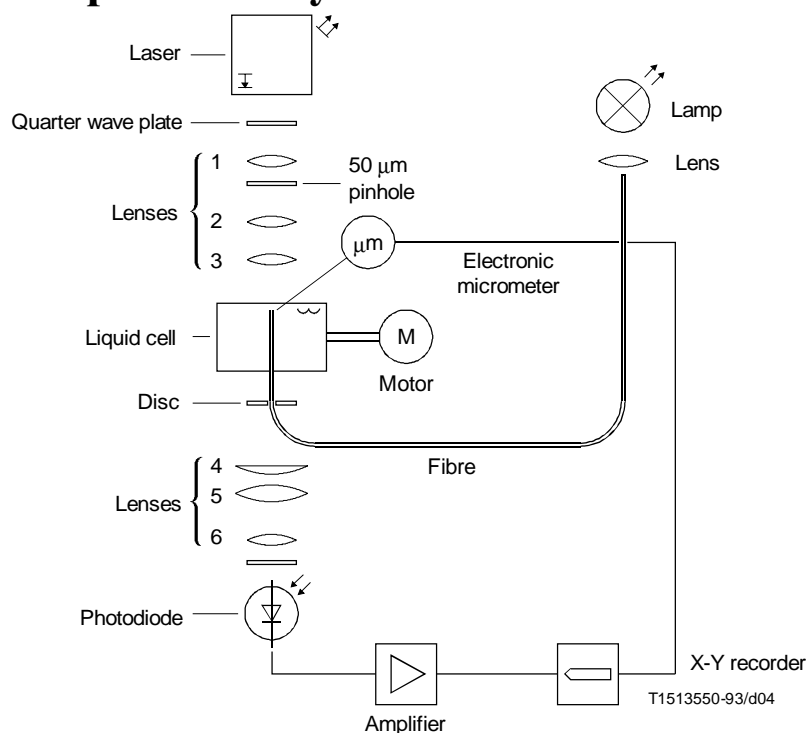 Laser
Quarter wave plate
Lamp
1
50 μm
pinhole
Lens
Lenses
2
3
μm
Electronic
micrometer
Liquid cell
M
Motor
Disc
Fibre
4
5
Lenses
6
Photodiode
X-Y recorder
T1513550-93/d04
Amplifier